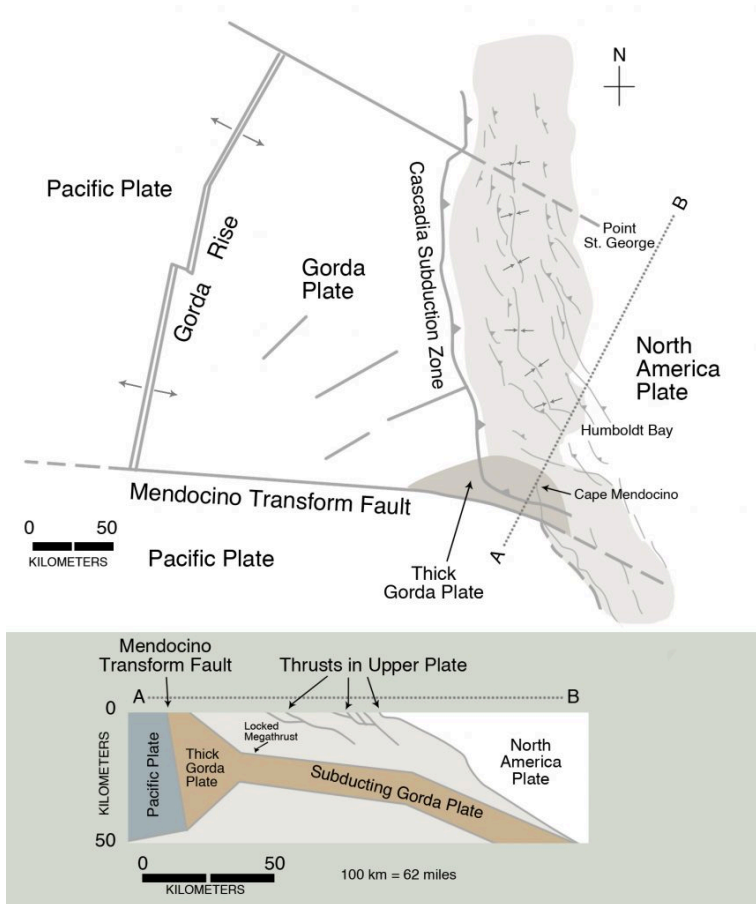 N
Pacific Plate
Gorda
Rise
Gorda
Plate
Cascadia Subduction Zone
Point
St. George
B
North
America
Plate
Humboldt Bay
Cape Mendocino
Mendocino Transform Fault
A
0 50
KILOMETERS
Pacific Plate
Thick
Gorda Plate
Mendocino
Transform Fault
Thrusts in Upper Plate
A B
0
KILOMETERS
50
Pacific Plate
Thick
Gorda
Plate
Locked
Megathrust
Subducting Gorda Plate
North
America
Plate
0 50
KILOMETERS
100 km = 62 miles